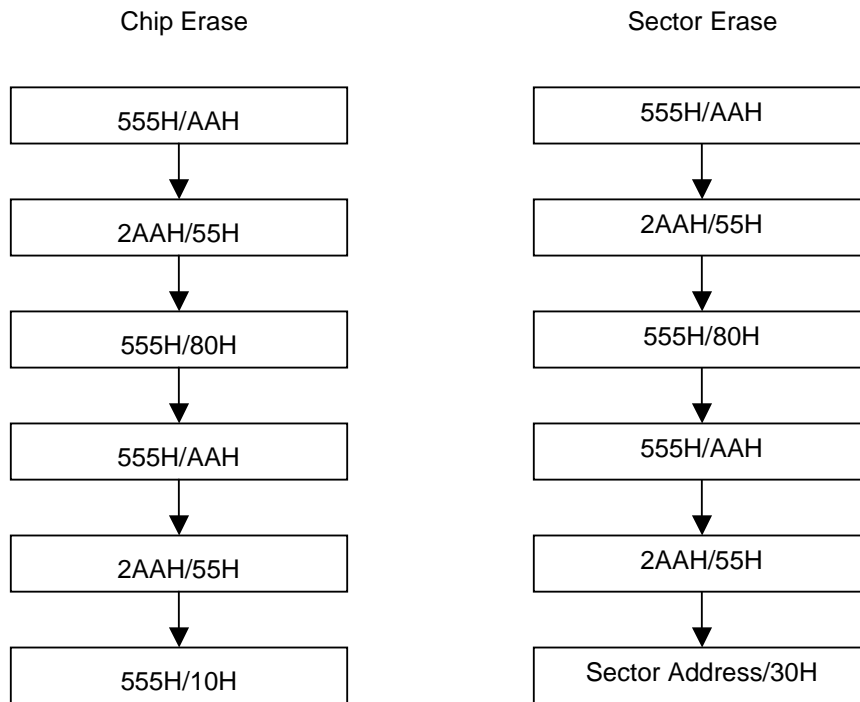 Chip Erase
555H/AAH
2AAH/55H
555H/80H
555H/AAH
2AAH/55H
555H/10H
Sector Erase
555H/AAH
2AAH/55H
555H/80H
555H/AAH
2AAH/55H
Sector Address/30H